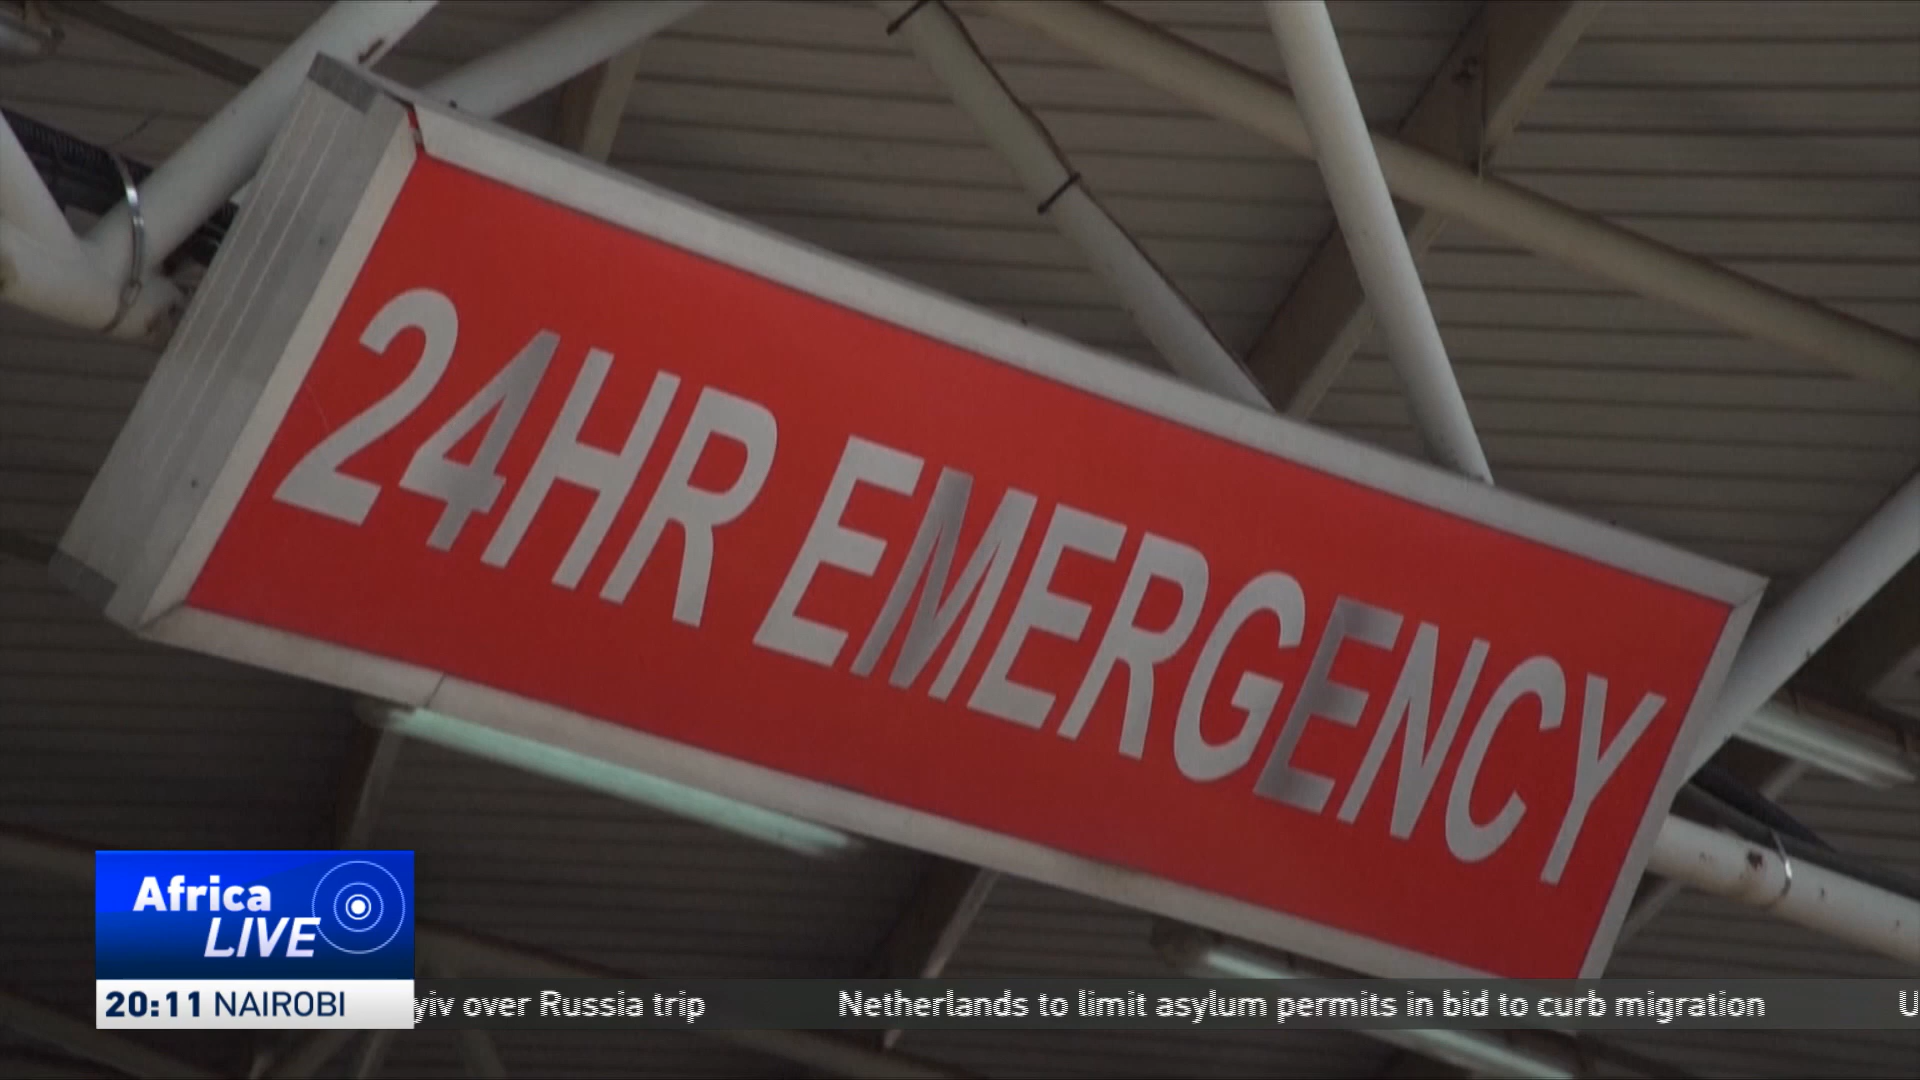 24HR EMERGENCY
Africa
LIVE
20:11 NAIROBI
over Russia trip
Netherlands to limit asylum permits in bid to curb migration